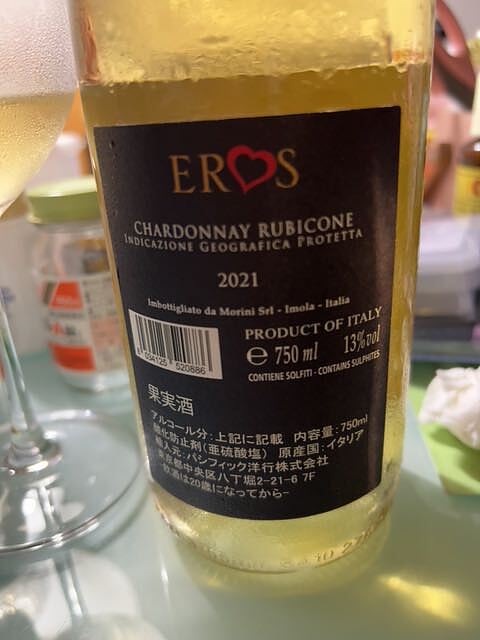 EROS
CHARDONNAY RUBICONE
INDICAZIONE GEOGRAFICA PROTETTA
2021
Imbottigliato da Morini Srl - Imola - Italia
PRODUCT OF ITALY
℮ 750 ml 13%vol
CONTIENE SOLFITI - CONTAINS SULPHITES
8 034125 520886
果実酒
アルコール分:上記に記載 内容量:750ml
酸化防止剤(亜硫酸塩) 原産国:イタリア
輸入元:パシフィック洋行株式会社
東京都中央区八丁堀2-21-6 7F
飲酒は20歳になってから-